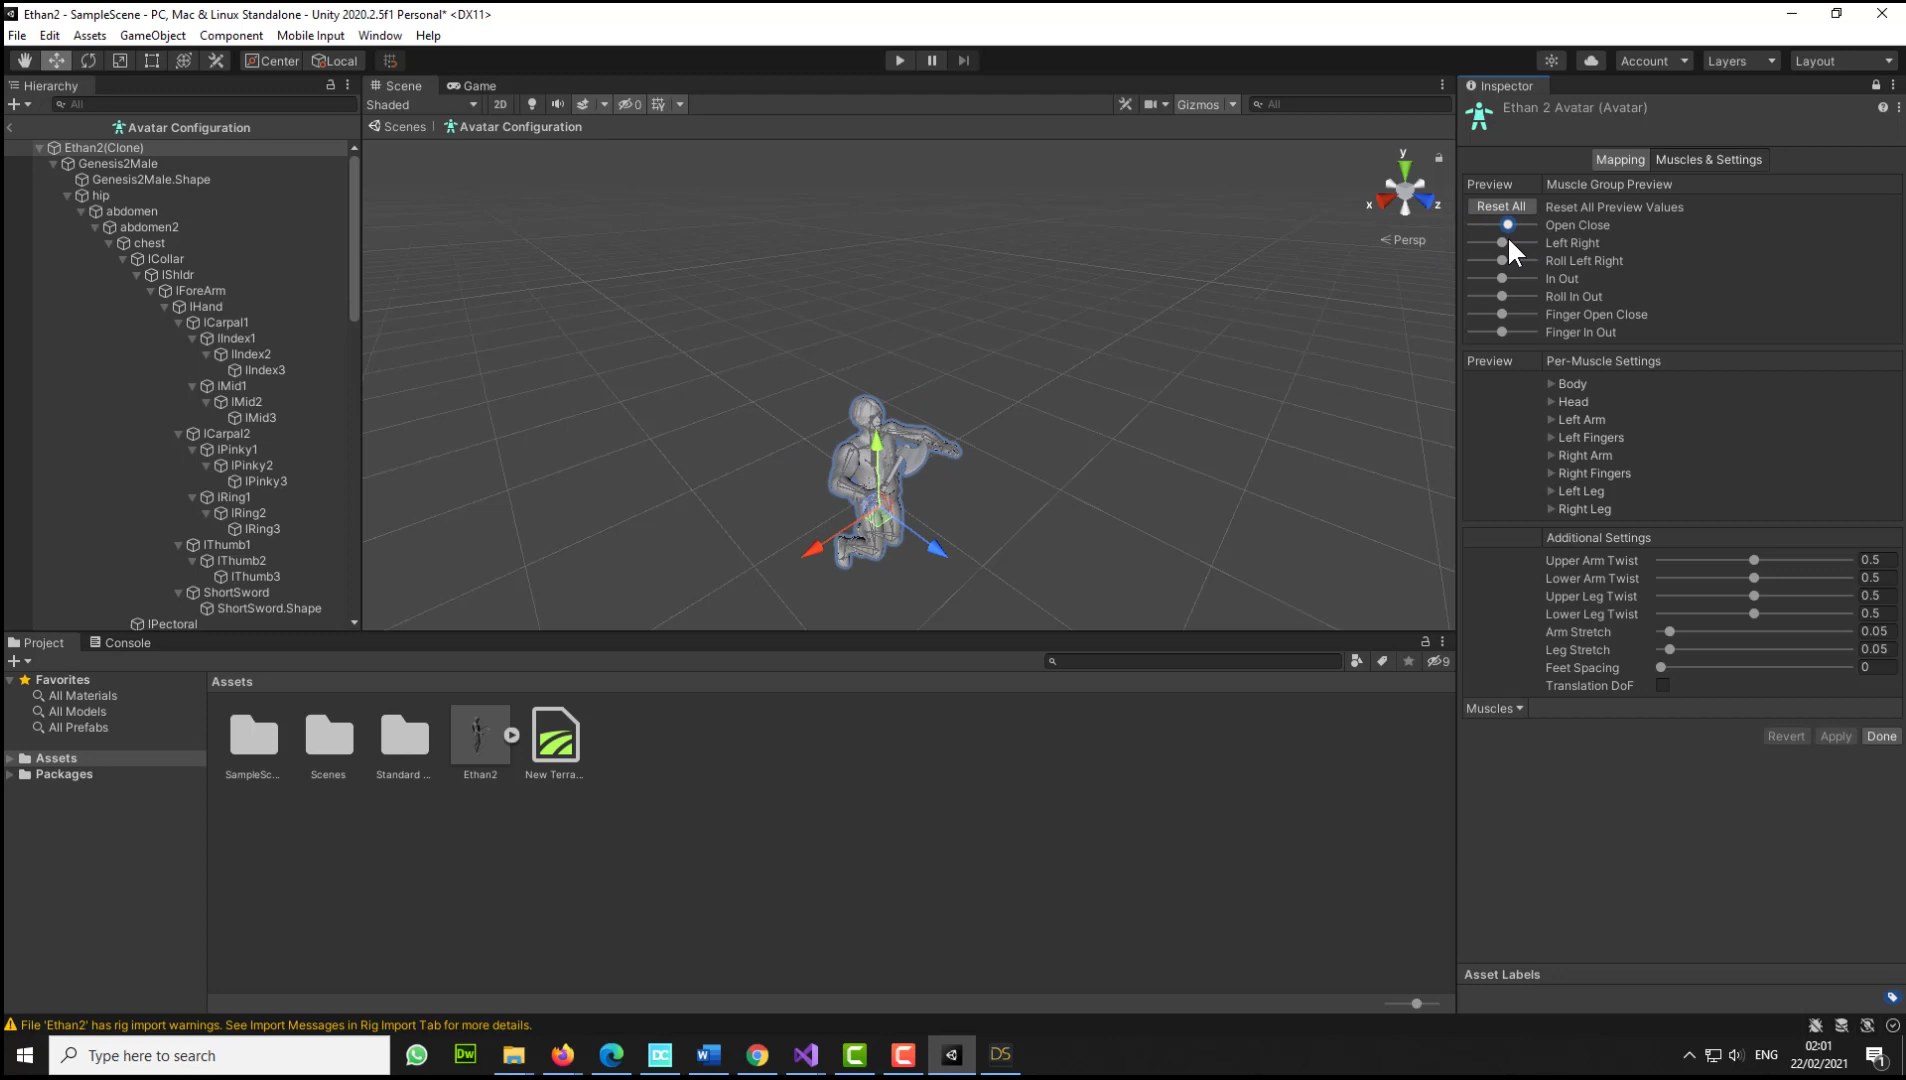 Ethan2 - SampleScene - PC, Mac & Linux Standalone - Unity 2020.2.5f1 Personal* <DX11>
File Edit Assets GameObject Component Mobile Input Window Help
Center Local Account Layers Layout
Hierarchy
All
Avatar Configuration
Ethan2(Clone)
Genesis2Male
Genesis2Male.Shape
hip
abdomen
abdomen2
chest
lCollar
lShldr
lForeArm
lHand
lCarpal1
lIndex1
lIndex2
lIndex3
lMid1
lMid2
lMid3
lCarpal2
lPinky1
lPinky2
lPinky3
lRing1
lRing2
lRing3
lThumb1
lThumb2
lThumb3
ShortSword
ShortSword.Shape
lPectoral
Scene Game
Shaded 2D 0 Gizmos All
Scenes Avatar Configuration
y
x z
Persp
Inspector
Ethan 2 Avatar (Avatar)
Mapping Muscles & Settings
Preview Muscle Group Preview
Reset All Reset All Preview Values
Open Close
Left Right
Roll Left Right
In Out
Roll In Out
Finger Open Close
Finger In Out
Preview Per-Muscle Settings
Body
Head
Left Arm
Left Fingers
Right Arm
Right Fingers
Left Leg
Right Leg
Additional Settings
Upper Arm Twist 0.5
Lower Arm Twist 0.5
Upper Leg Twist 0.5
Lower Leg Twist 0.5
Arm Stretch 0.05
Leg Stretch 0.05
Feet Spacing 0
Translation DoF
Muscles
Revert Apply Done
Asset Labels
Project Console
9
Favorites
All Materials
All Models
All Prefabs
Assets
Packages
Assets
SampleSc... Scenes Standard ... Ethan2 New Terra...
File 'Ethan2' has rig import warnings. See Import Messages in Rig Import Tab for more details.
Type here to search
Dw
DC
W
C
C
DS
ENG
02:01
22/02/2021
1